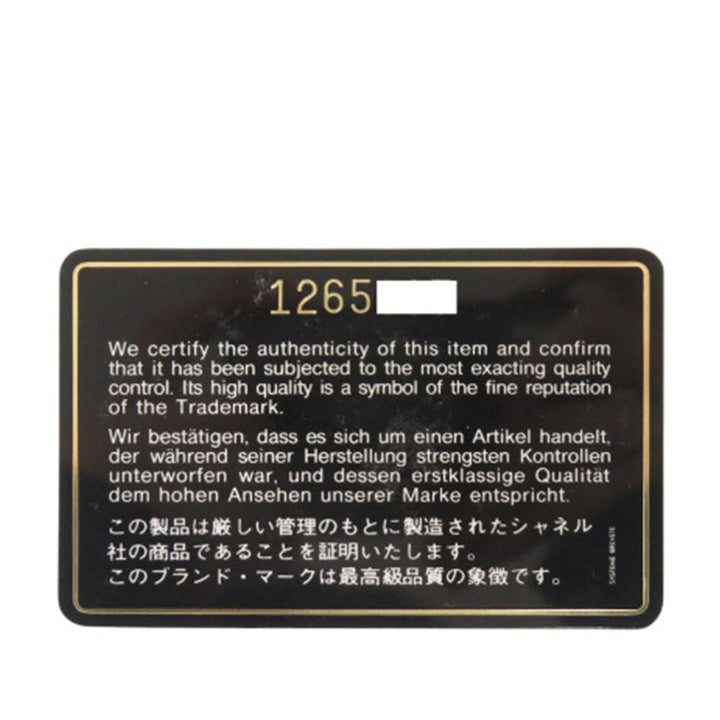 1265
We certify the authenticity of this item and confirm
that it has been subjected to the most exacting quality
control. Its high quality is a symbol of the fine reputation
of the Trademark.
Wir bestätigen, dass es sich um einen Artikel handelt,
der während seiner Herstellung strengsten Kontrollen
unterworfen war, und dessen erstklassige Qualität
dem hohen Ansehen unserer Marke entspricht.
この製品は厳しい管理のもとに製造されたシャネル
社の商品であることを証明いたします。
このブランド・マークは最高級品質の象徴です。